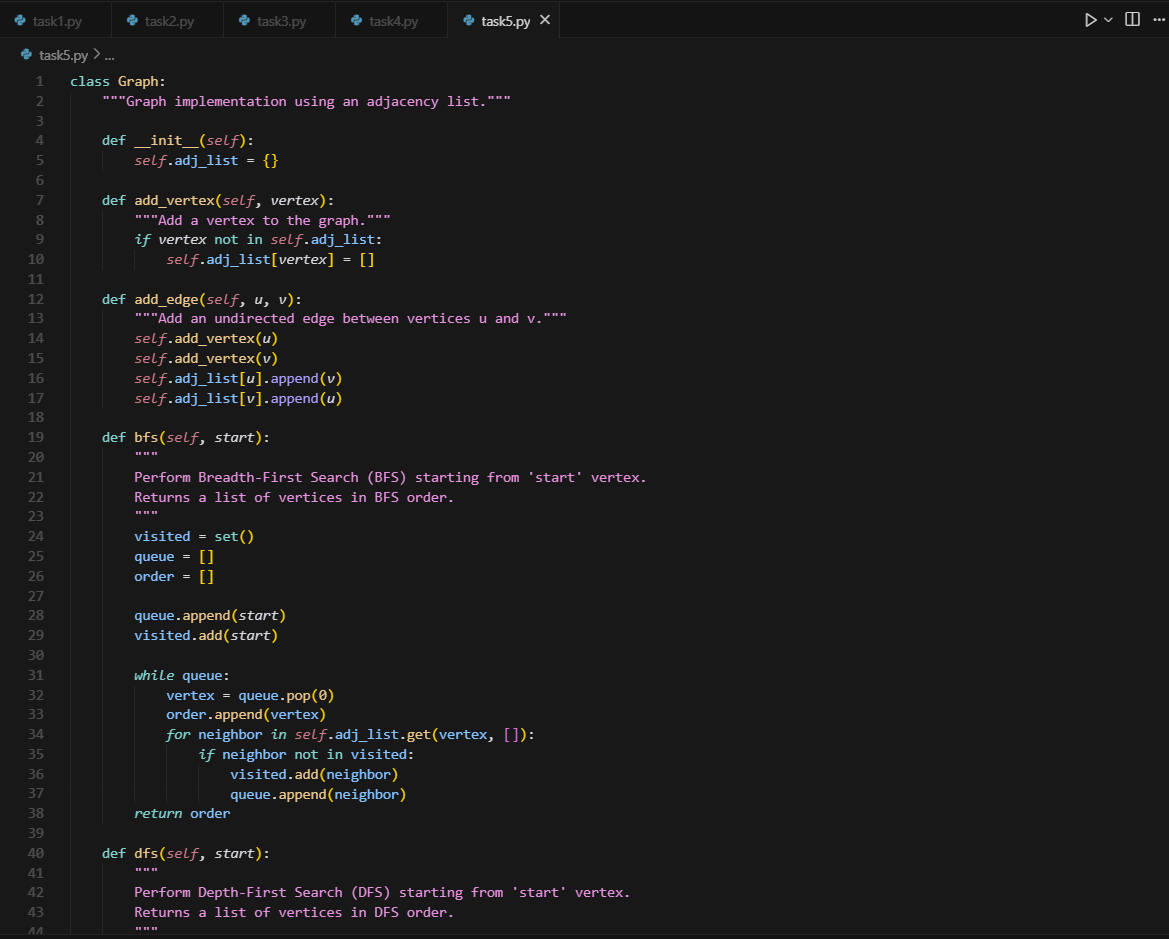 task1.py task2.py task3.py task4.py task5.py
task5.py > ...
1 class Graph:
2     """Graph implementation using an adjacency list."""
3
4     def __init__(self):
5         self.adj_list = {}
6
7     def add_vertex(self, vertex):
8         """Add a vertex to the graph."""
9         if vertex not in self.adj_list:
10             self.adj_list[vertex] = []
11
12     def add_edge(self, u, v):
13         """Add an undirected edge between vertices u and v."""
14         self.add_vertex(u)
15         self.add_vertex(v)
16         self.adj_list[u].append(v)
17         self.adj_list[v].append(u)
18
19     def bfs(self, start):
20         """
21         Perform Breadth-First Search (BFS) starting from 'start' vertex.
22         Returns a list of vertices in BFS order.
23         """
24         visited = set()
25         queue = []
26         order = []
27
28         queue.append(start)
29         visited.add(start)
30
31         while queue:
32             vertex = queue.pop(0)
33             order.append(vertex)
34             for neighbor in self.adj_list.get(vertex, []):
35                 if neighbor not in visited:
36                     visited.add(neighbor)
37                     queue.append(neighbor)
38         return order
39
40     def dfs(self, start):
41         """
42         Perform Depth-First Search (DFS) starting from 'start' vertex.
43         Returns a list of vertices in DFS order.
44         """